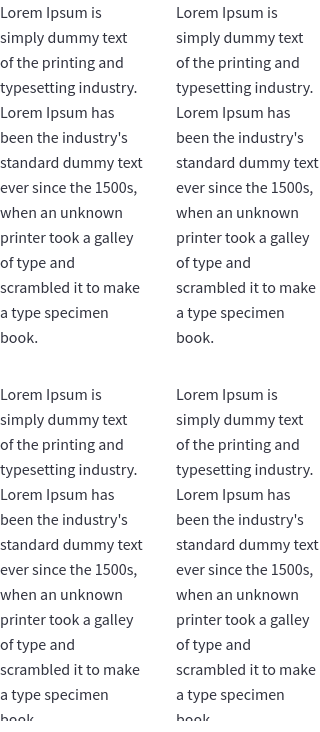 Lorem Ipsum is
simply dummy text
of the printing and
typesetting industry.
Lorem Ipsum has
been the industry's
standard dummy text
ever since the 1500s,
when an unknown
printer took a galley
of type and
scrambled it to make
a type specimen
book.
Lorem Ipsum is
simply dummy text
of the printing and
typesetting industry.
Lorem Ipsum has
been the industry's
standard dummy text
ever since the 1500s,
when an unknown
printer took a galley
of type and
scrambled it to make
a type specimen
book.
Lorem Ipsum is
simply dummy text
of the printing and
typesetting industry.
Lorem Ipsum has
been the industry's
standard dummy text
ever since the 1500s,
when an unknown
printer took a galley
of type and
scrambled it to make
a type specimen
book.
Lorem Ipsum is
simply dummy text
of the printing and
typesetting industry.
Lorem Ipsum has
been the industry's
standard dummy text
ever since the 1500s,
when an unknown
printer took a galley
of type and
scrambled it to make
a type specimen
book.